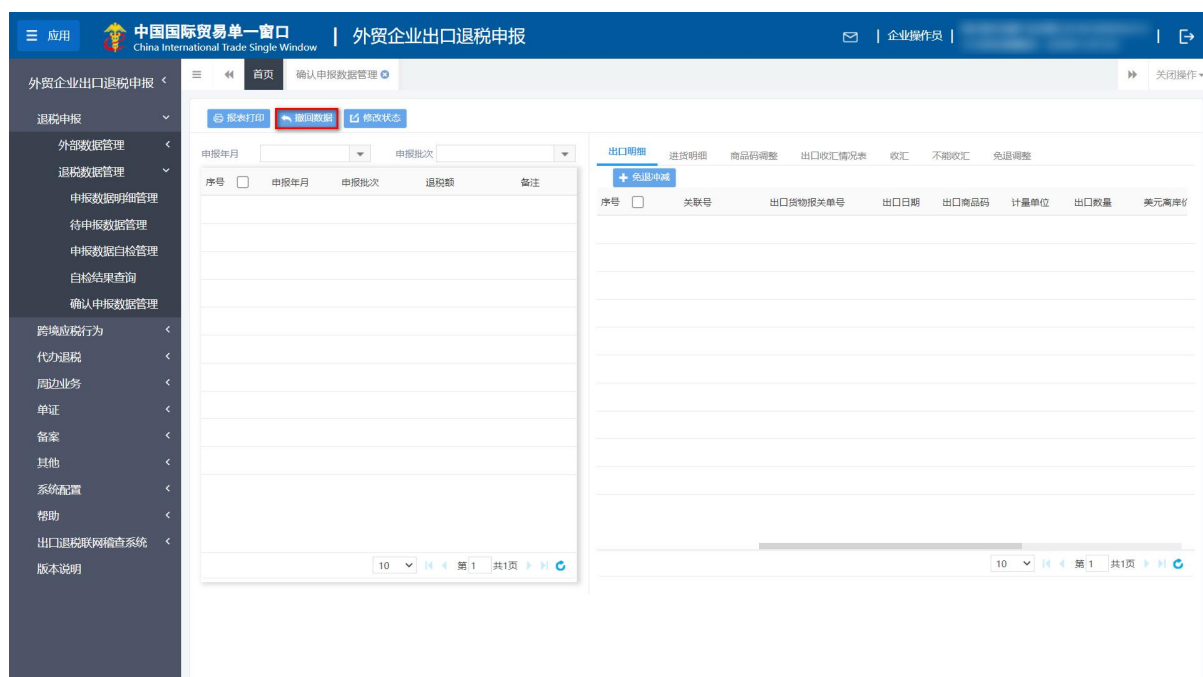 应用
中国国际贸易单一窗口
China International Trade Single Window
外贸企业出口退税申报
企业操作员
外贸企业出口退税申报
首页
确认申报数据管理
关闭操作
退税申报
外部数据管理
退税数据管理
申报数据明细管理
待申报数据管理
申报数据自检管理
自检结果查询
确认申报数据管理
跨境应税行为
代办退税
周边业务
单证
备案
其他
系统配置
帮助
出口退税联网稽查系统
版本说明
报表打印 撤回数据 修改状态
申报年月 申报批次
序号 申报年月 申报批次 退税额 备注
10 第 1 共1页
出口明细 进货明细 商品码调整 出口收汇情况表 收汇 不能收汇 免退调整
免退冲减
序号 关联号 出口货物报关单号 出口日期 出口商品码 计量单位 出口数量 美元离岸价
10 第 1 共1页